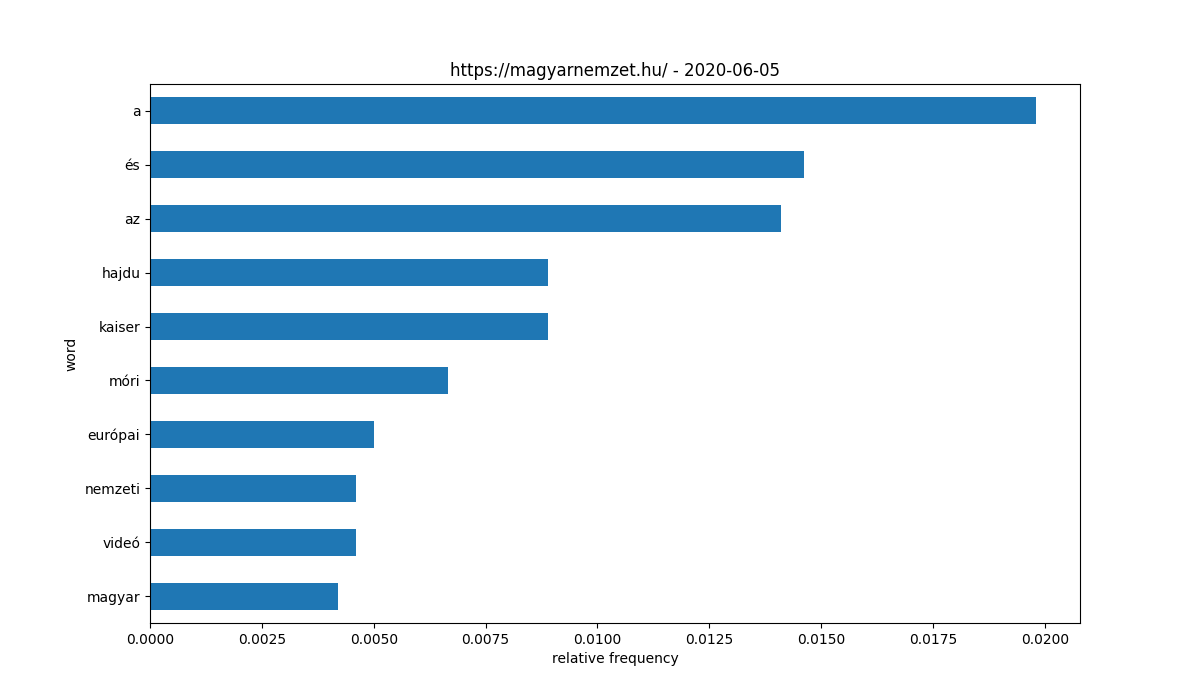 https://magyarnemzet.hu/ - 2020-06-05
a
és
az
hajdu
kaiser
móri
európai
nemzeti
videó
magyar
word
0.0000 0.0025 0.0050 0.0075 0.0100 0.0125 0.0150 0.0175 0.0200
relative frequency